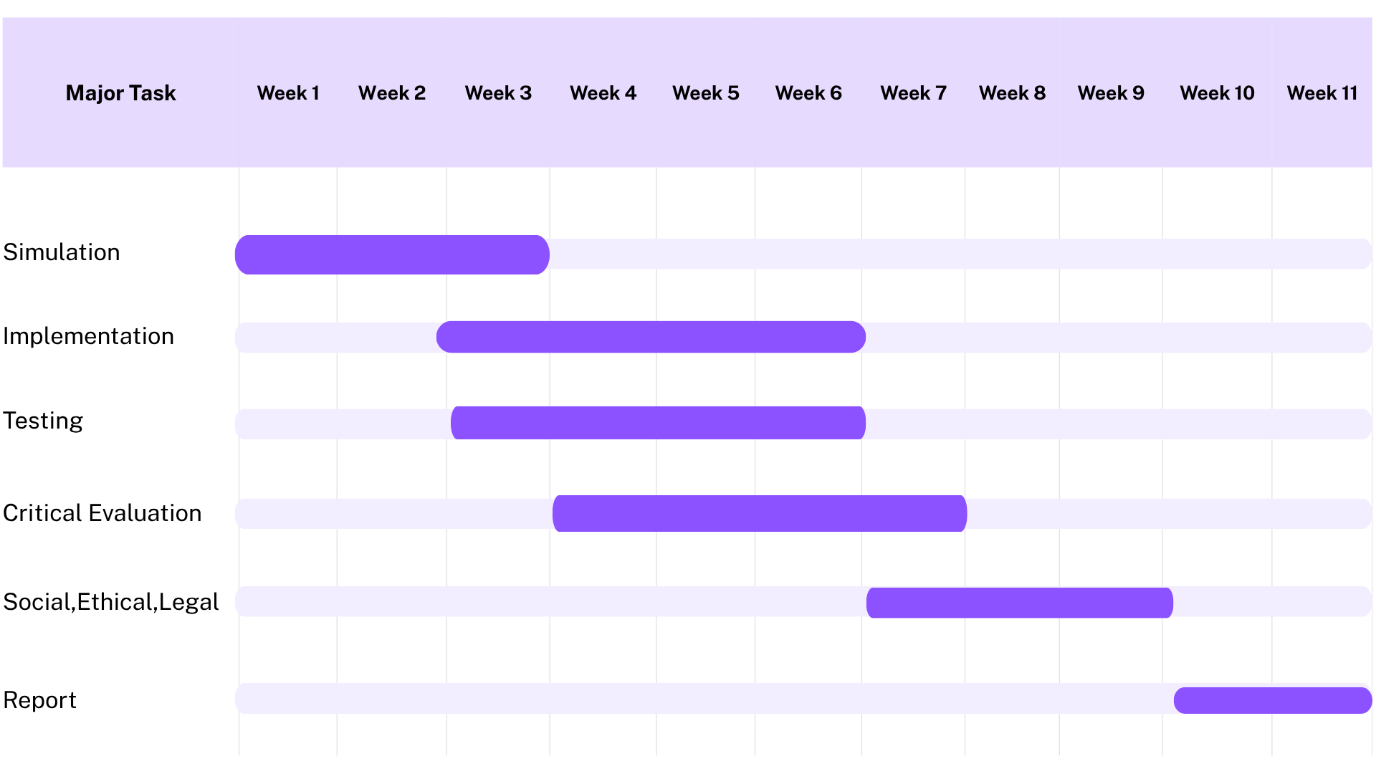 Major Task Week 1 Week 2 Week 3 Week 4 Week 5 Week 6 Week 7 Week 8 Week 9 Week 10 Week 11
Simulation
Implementation
Testing
Critical Evaluation
Social,Ethical,Legal
Report